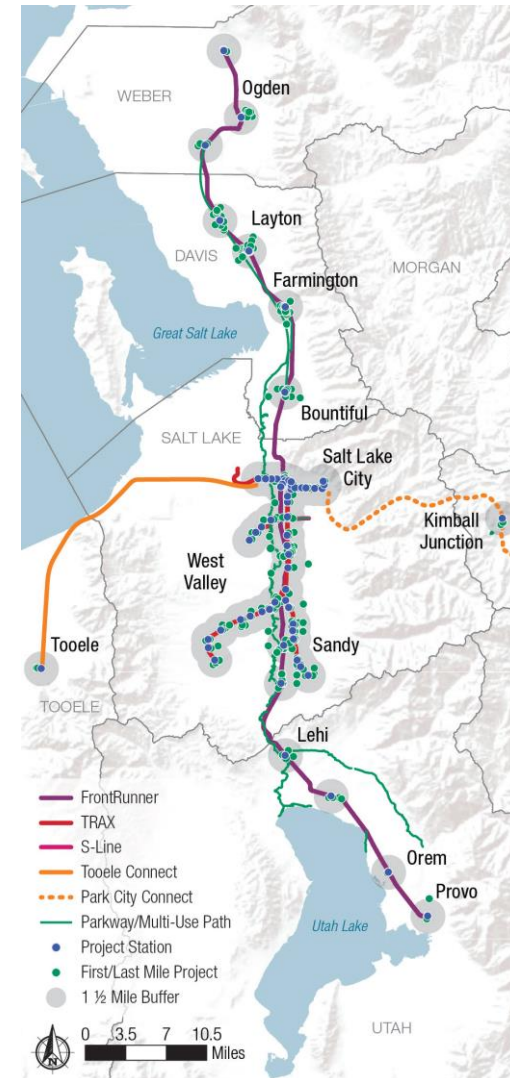 WEBER
Ogden
Layton
DAVIS
MORGAN
Farmington
Great Salt Lake
Bountiful
SALT LAKE
Salt Lake
City
Kimball
Junction
West
Valley
Tooele
Sandy
TOOELE
Lehi
FrontRunner
TRAX
S-Line
Tooele Connect
Park City Connect
Parkway/Multi-Use Path
Project Station
First/Last Mile Project
1 ½ Mile Buffer
Orem
Provo
Utah Lake
UTAH
N
0 3.5 7 10.5
Miles